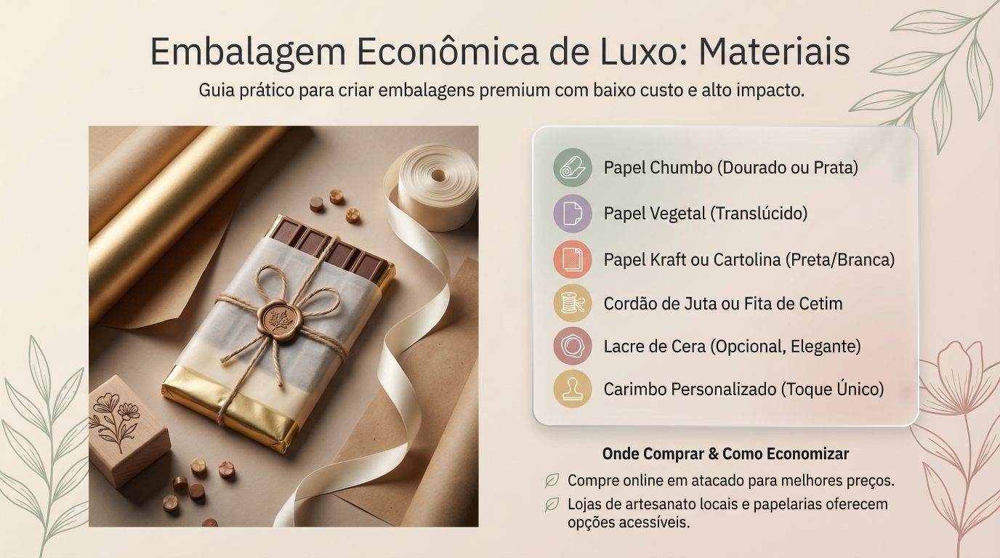 Embalagem Econômica de Luxo: Materiais
Guia prático para criar embalagens premium com baixo custo e alto impacto.
Papel Chumbo (Dourado ou Prata)
Papel Vegetal (Translúcido)
Papel Kraft ou Cartolina (Preta/Branca)
Cordão de Juta ou Fita de Cetim
Lacre de Cera (Opcional, Elegante)
Carimbo Personalizado (Toque Único)
Onde Comprar & Como Economizar
Compre online em atacado para melhores preços.
Lojas de artesanato locais e papelarias oferecem
opções acessíveis.